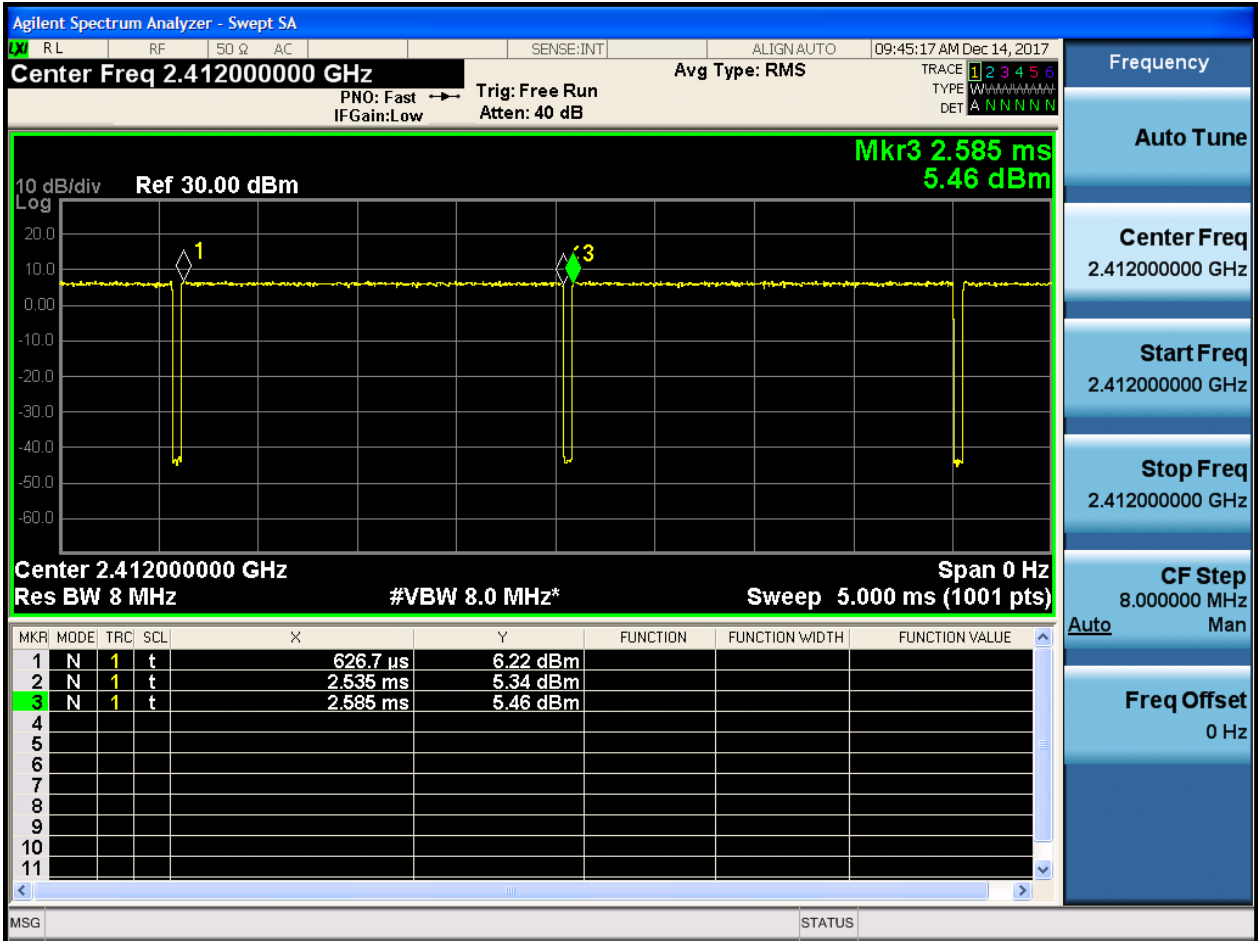 Agilent Spectrum Analyzer - Swept SA
LXI RL RF 50 Ω AC SENSE:INT ALIGN AUTO 09:45:17 AM Dec 14, 2017
Center Freq 2.412000000 GHz
PNO: Fast
IFGain:Low
Trig: Free Run
Atten: 40 dB
Avg Type: RMS
TRACE 1 2 3 4 5 6
TYPE W
DET A N N N N N
Mkr3 2.585 ms
5.46 dBm
10 dB/div Ref 30.00 dBm
Log
20.0
10.0
0.00
-10.0
-20.0
-30.0
-40.0
-50.0
-60.0
1
3
Center 2.412000000 GHz Span 0 Hz
Res BW 8 MHz #VBW 8.0 MHz* Sweep 5.000 ms (1001 pts)
MKR MODE TRC SCL X Y FUNCTION FUNCTION WIDTH FUNCTION VALUE
1 N 1 t 626.7 µs 6.22 dBm
2 N 1 t 2.535 ms 5.34 dBm
3 N 1 t 2.585 ms 5.46 dBm
4
5
6
7
8
9
10
11
MSG STATUS
Frequency
Auto Tune
Center Freq
2.412000000 GHz
Start Freq
2.412000000 GHz
Stop Freq
2.412000000 GHz
CF Step
8.000000 MHz
Auto Man
Freq Offset
0 Hz